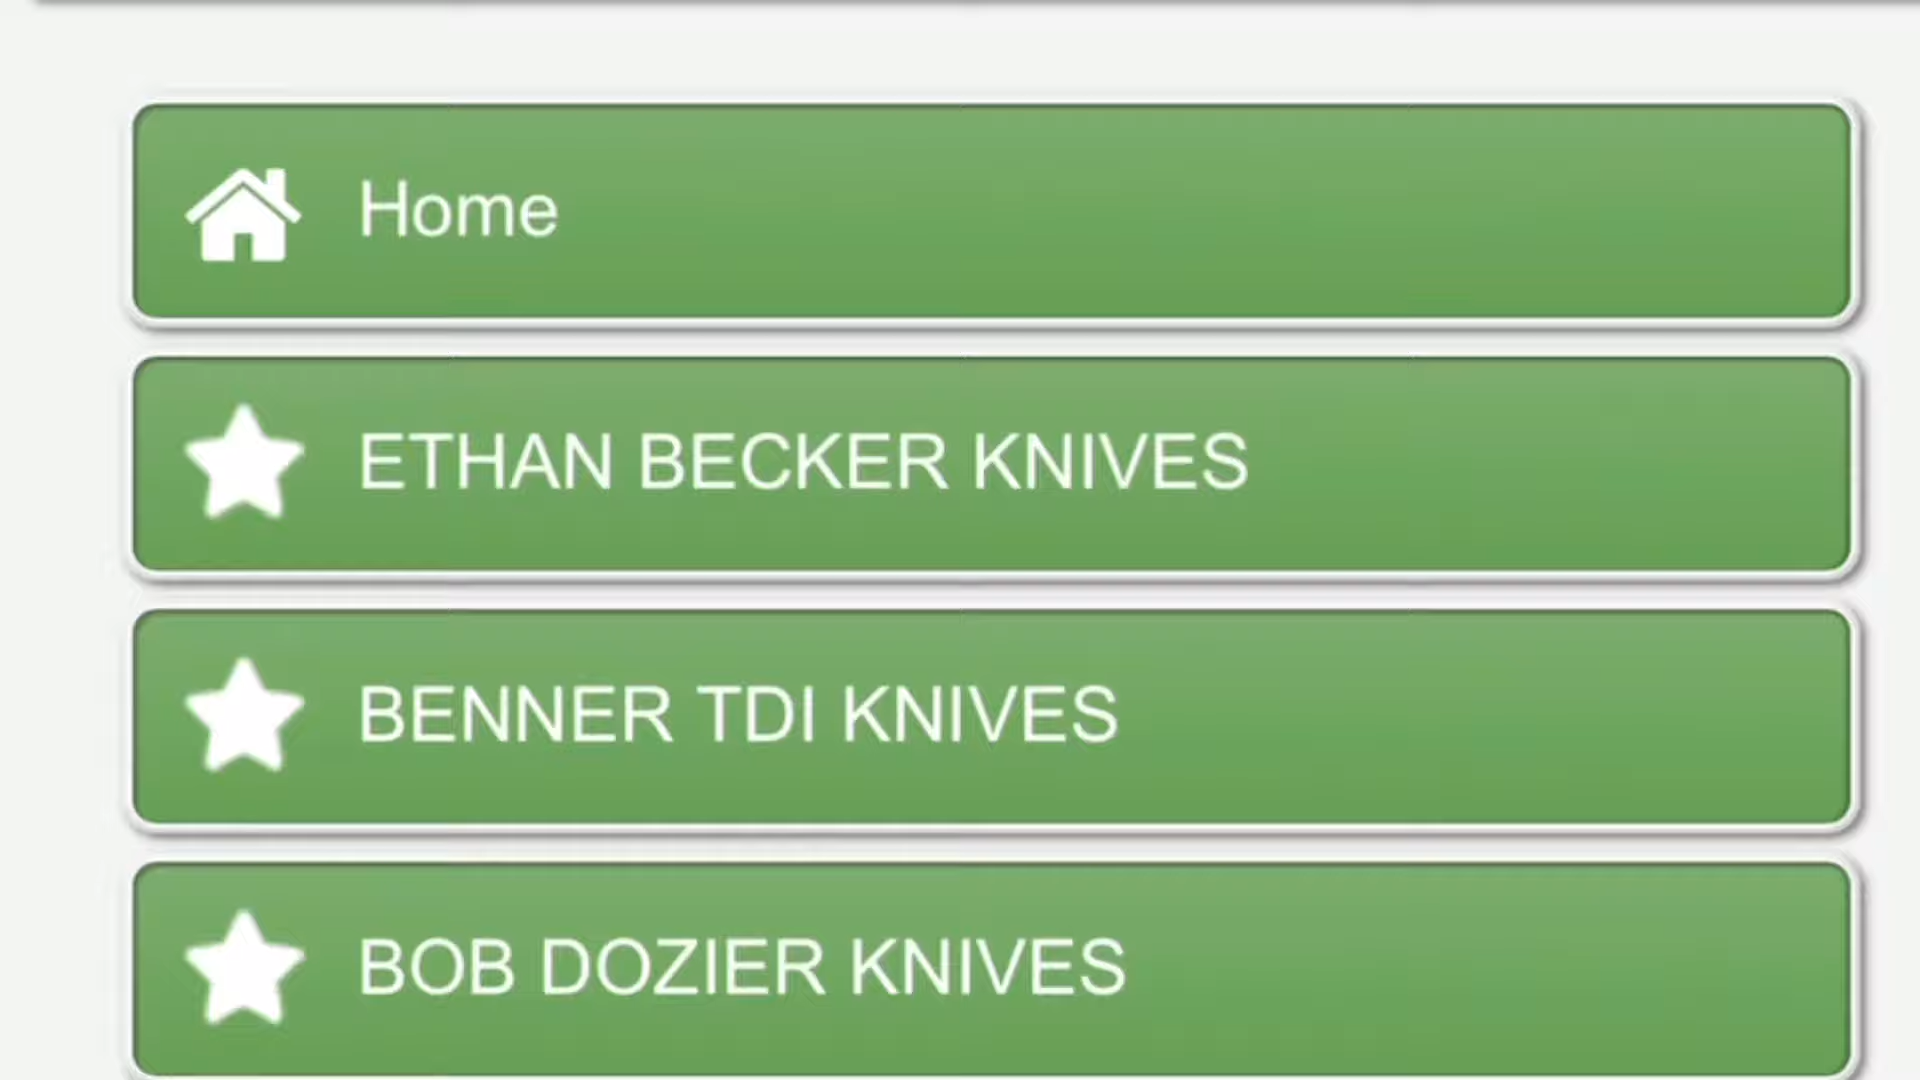 Home
ETHAN BECKER KNIVES
BENNER TDI KNIVES
BOB DOZIER KNIVES